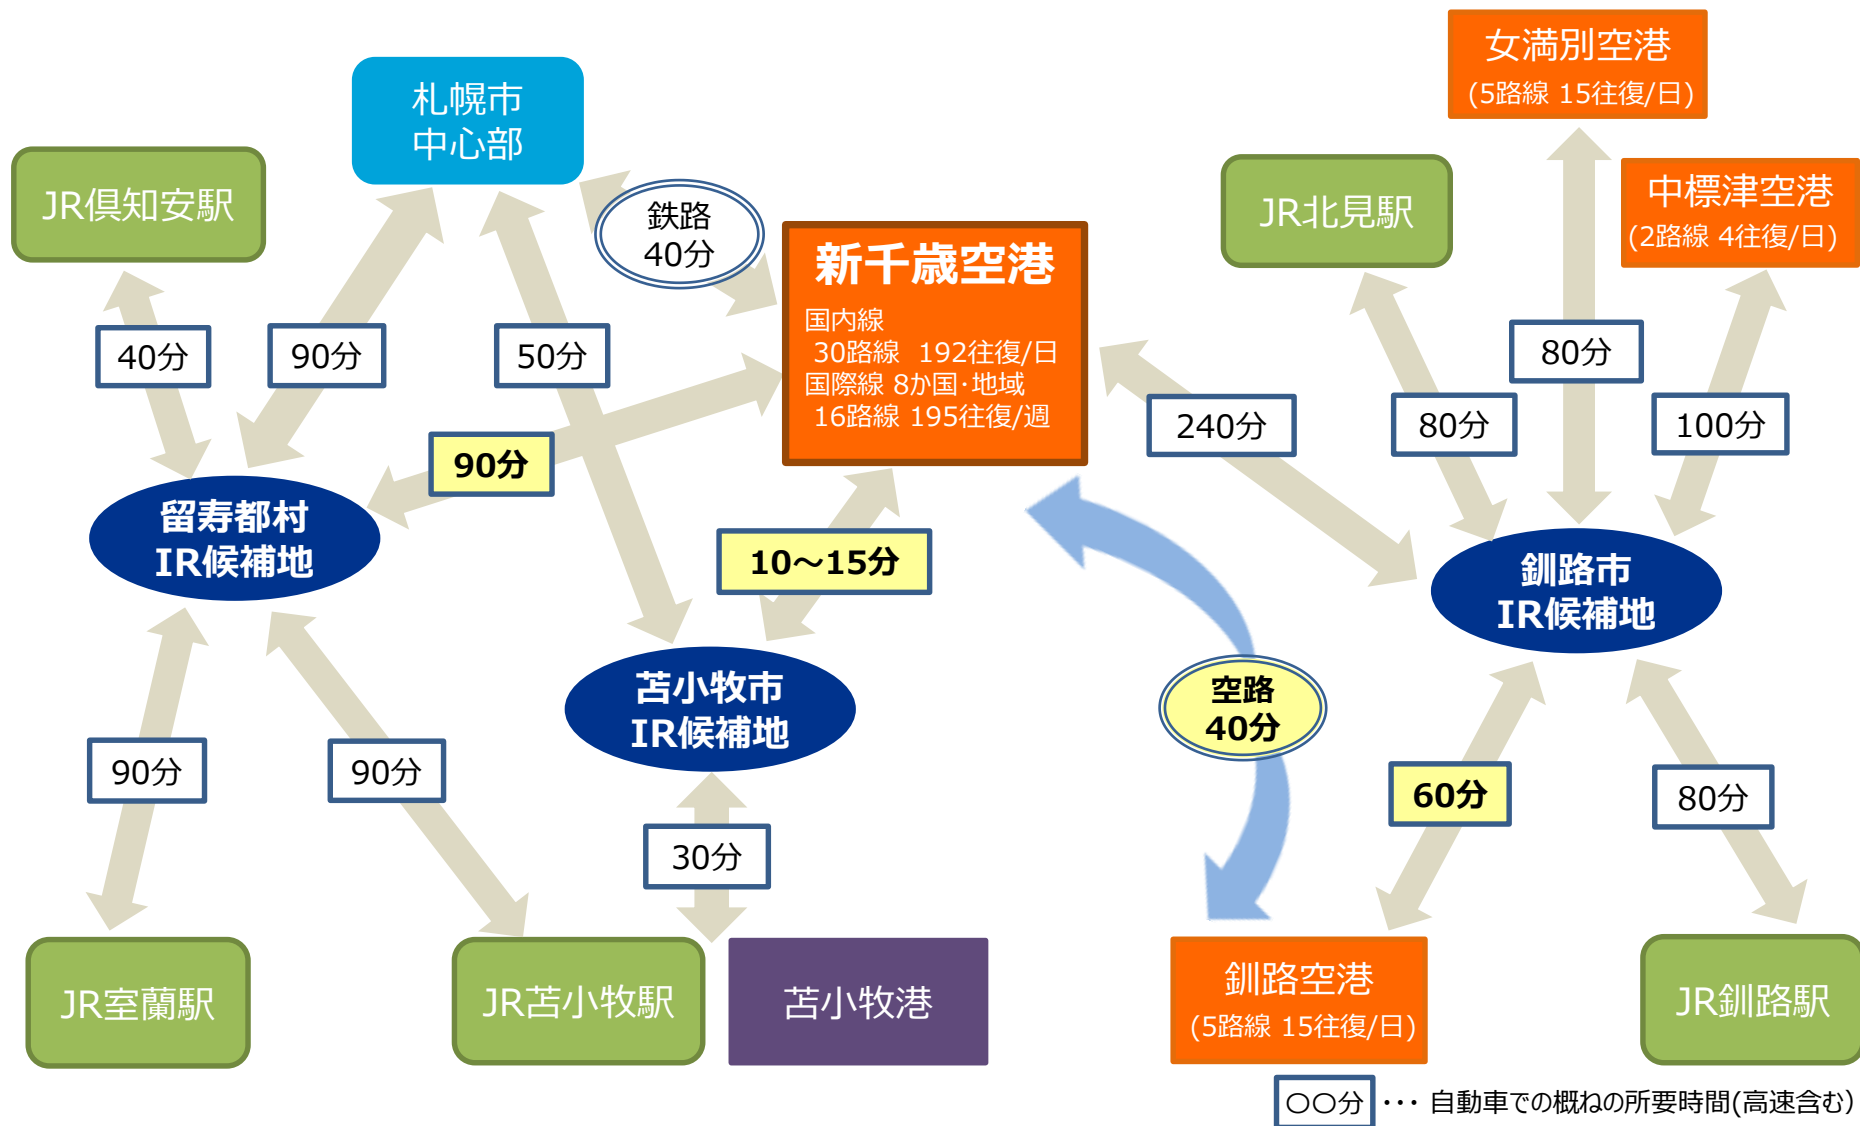 女満別空港
(5路線 15往復/日)
札幌市
中心部
JR倶知安駅
鉄路
40分
JR北見駅
中標津空港
(2路線 4往復/日)
新千歳空港
国内線
30路線 192往復/日
国際線 8か国・地域
16路線 195往復/週
40分
90分
50分
80分
90分
240分
80分
100分
留寿都村
IR候補地
10～15分
釧路市
IR候補地
苫小牧市
IR候補地
空路
40分
90分
90分
30分
60分
80分
JR室蘭駅
JR苫小牧駅
苫小牧港
釧路空港
(5路線 15往復/日)
JR釧路駅
〇〇分 ・・・ 自動車での概ねの所要時間(高速含む)